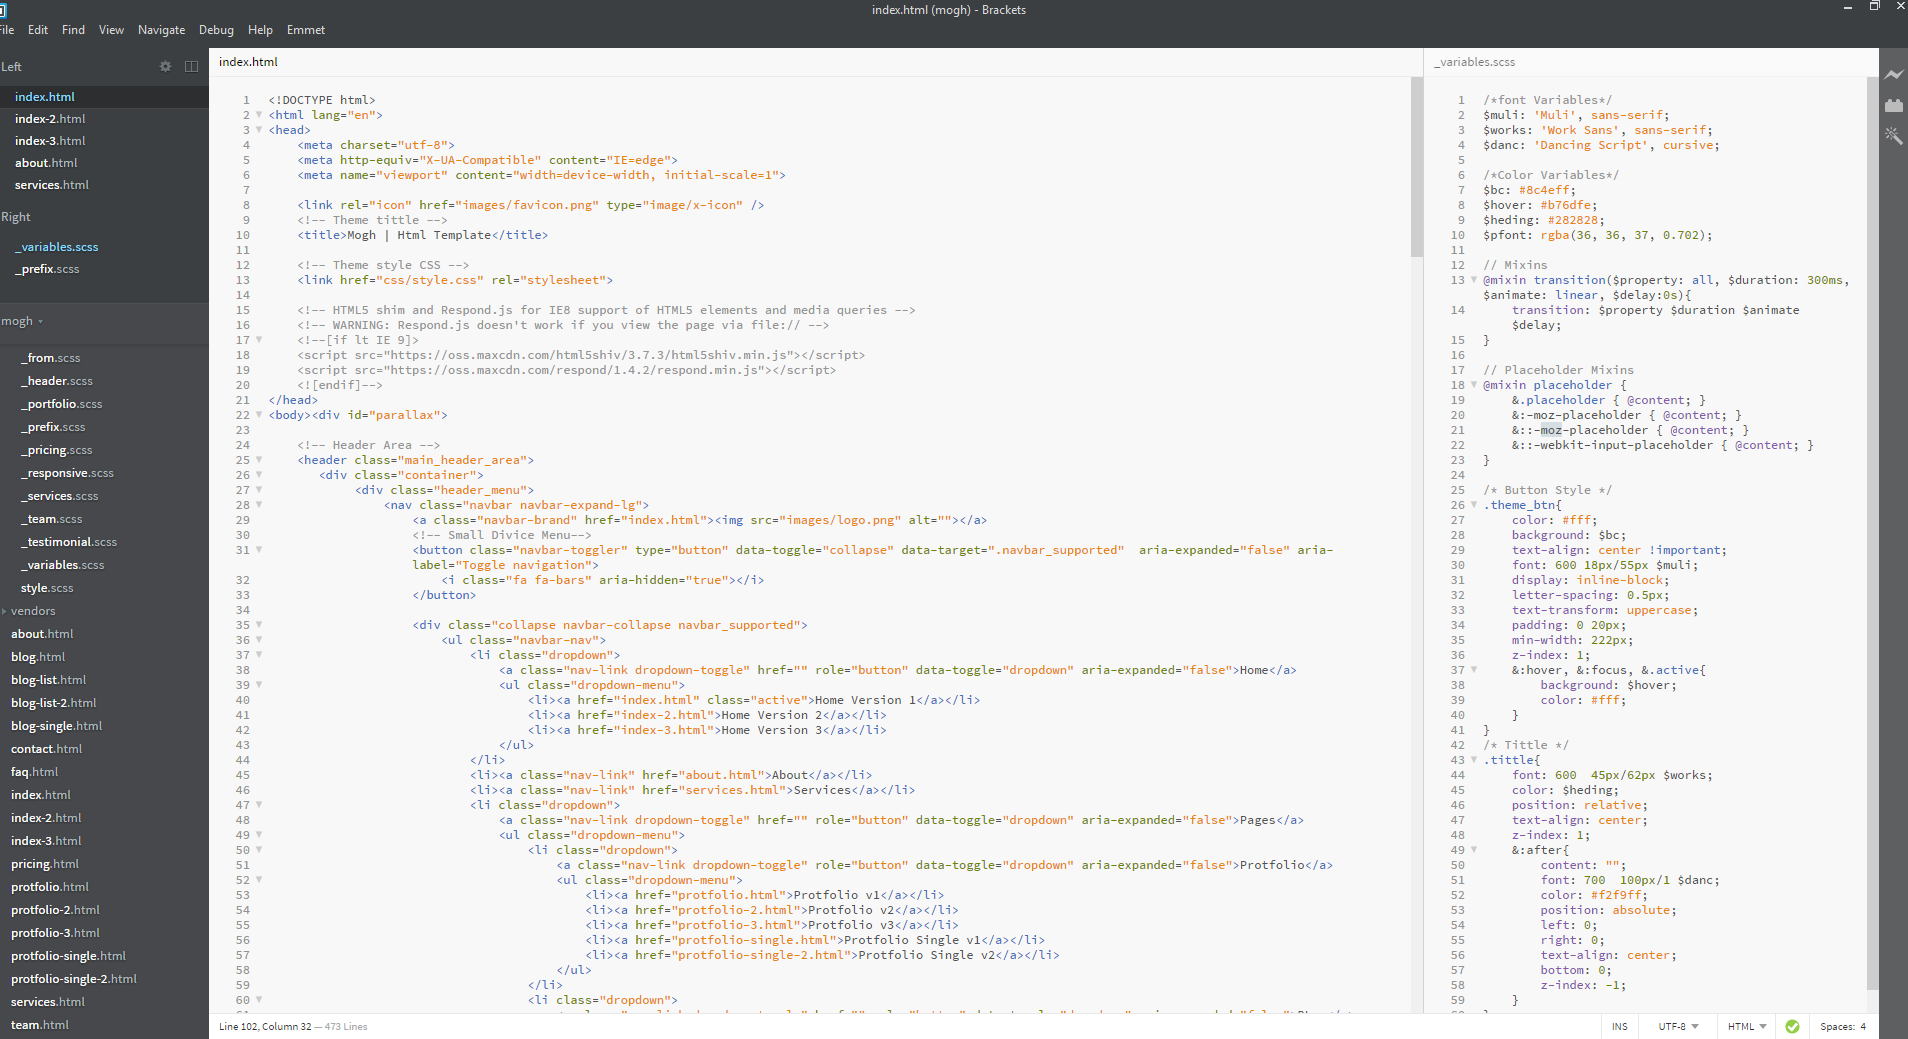 index.html (mogh) - Brackets
File Edit Find View Navigate Debug Help Emmet
Left
index.html
index-2.html
index-3.html
about.html
services.html
Right
_variables.scss
_prefix.scss
mogh
_from.scss
_header.scss
_portfolio.scss
_prefix.scss
_pricing.scss
_responsive.scss
_services.scss
_team.scss
_testimonial.scss
_variables.scss
style.scss
vendors
about.html
blog.html
blog-list.html
blog-list-2.html
blog-single.html
contact.html
faq.html
index.html
index-2.html
index-3.html
pricing.html
protfolio.html
protfolio-2.html
protfolio-3.html
protfolio-single.html
protfolio-single-2.html
services.html
team.html
index.html
1 <!DOCTYPE html>
2 <html lang="en">
3 <head>
4     <meta charset="utf-8">
5     <meta http-equiv="X-UA-Compatible" content="IE=edge">
6     <meta name="viewport" content="width=device-width, initial-scale=1">
7
8     <link rel="icon" href="images/favicon.png" type="image/x-icon" />
9     <!-- Theme tittle -->
10     <title>Mogh | Html Template</title>
11
12     <!-- Theme style CSS -->
13     <link href="css/style.css" rel="stylesheet">
14
15     <!-- HTML5 shim and Respond.js for IE8 support of HTML5 elements and media queries -->
16     <!-- WARNING: Respond.js doesn't work if you view the page via file:// -->
17     <!--[if lt IE 9]>
18     <script src="https://oss.maxcdn.com/html5shiv/3.7.3/html5shiv.min.js"></script>
19     <script src="https://oss.maxcdn.com/respond/1.4.2/respond.min.js"></script>
20     <![endif]-->
21 </head>
22 <body><div id="parallax">
23
24     <!-- Header Area -->
25     <header class="main_header_area">
26        <div class="container">
27             <div class="header_menu">
28                 <nav class="navbar navbar-expand-lg">
29                     <a class="navbar-brand" href="index.html"><img src="images/logo.png" alt=""></a>
30                     <!-- Small Divice Menu-->
31                     <button class="navbar-toggler" type="button" data-toggle="collapse" data-target=".navbar_supported"  aria-expanded="false" aria-
label="Toggle navigation">
32                         <i class="fa fa-bars" aria-hidden="true"></i>
33                     </button>
34
35                     <div class="collapse navbar-collapse navbar_supported">
36                         <ul class="navbar-nav">
37                             <li class="dropdown">
38                                 <a class="nav-link dropdown-toggle" href="" role="button" data-toggle="dropdown" aria-expanded="false">Home</a>
39                                 <ul class="dropdown-menu">
40                                     <li><a href="index.html" class="active">Home Version 1</a></li>
41                                     <li><a href="index-2.html">Home Version 2</a></li>
42                                     <li><a href="index-3.html">Home Version 3</a></li>
43                                 </ul>
44                             </li>
45                             <li><a class="nav-link" href="about.html">About</a></li>
46                             <li><a class="nav-link" href="services.html">Services</a></li>
47                             <li class="dropdown">
48                                 <a class="nav-link dropdown-toggle" href="" role="button" data-toggle="dropdown" aria-expanded="false">Pages</a>
49                                 <ul class="dropdown-menu">
50                                     <li class="dropdown">
51                                         <a class="nav-link dropdown-toggle" role="button" data-toggle="dropdown" aria-expanded="false">Protfolio</a>
52                                         <ul class="dropdown-menu">
53                                             <li><a href="protfolio.html">Protfolio v1</a></li>
54                                             <li><a href="protfolio-2.html">Protfolio v2</a></li>
55                                             <li><a href="protfolio-3.html">Protfolio v3</a></li>
56                                             <li><a href="protfolio-single.html">Protfolio Single v1</a></li>
57                                             <li><a href="protfolio-single-2.html">Protfolio Single v2</a></li>
58                                         </ul>
59                                     </li>
60                                     <li class="dropdown">
_variables.scss
1 /*font Variables*/
2 $muli: 'Muli', sans-serif;
3 $works: 'Work Sans', sans-serif;
4 $danc: 'Dancing Script', cursive;
5
6 /*Color Variables*/
7 $bc: #8c4eff;
8 $hover: #b76dfe;
9 $heding: #282828;
10 $pfont: rgba(36, 36, 37, 0.702);
11
12 // Mixins
13 @mixin transition($property: all, $duration: 300ms,
$animate: linear, $delay:0s){
14     transition: $property $duration $animate
$delay;
15 }
16
17 // Placeholder Mixins
18 @mixin placeholder {
19     &.placeholder { @content; }
20     &:-moz-placeholder { @content; }
21     &::-moz-placeholder { @content; }
22     &::-webkit-input-placeholder { @content; }
23 }
24
25 /* Button Style */
26 .theme_btn{
27     color: #fff;
28     background: $bc;
29     text-align: center !important;
30     font: 600 18px/55px $muli;
31     display: inline-block;
32     letter-spacing: 0.5px;
33     text-transform: uppercase;
34     padding: 0 20px;
35     min-width: 222px;
36     z-index: 1;
37     &:hover, &:focus, &.active{
38         background: $hover;
39         color: #fff;
40     }
41 }
42 /* Tittle */
43 .tittle{
44     font: 600  45px/62px $works;
45     color: $heding;
46     position: relative;
47     text-align: center;
48     z-index: 1;
49     &:after{
50         content: "";
51         font: 700  100px/1 $danc;
52         color: #f2f9ff;
53         position: absolute;
54         left: 0;
55         right: 0;
56         text-align: center;
57         bottom: 0;
58         z-index: -1;
59     }
Line 102, Column 32 — 473 Lines
INS UTF-8 HTML Spaces: 4